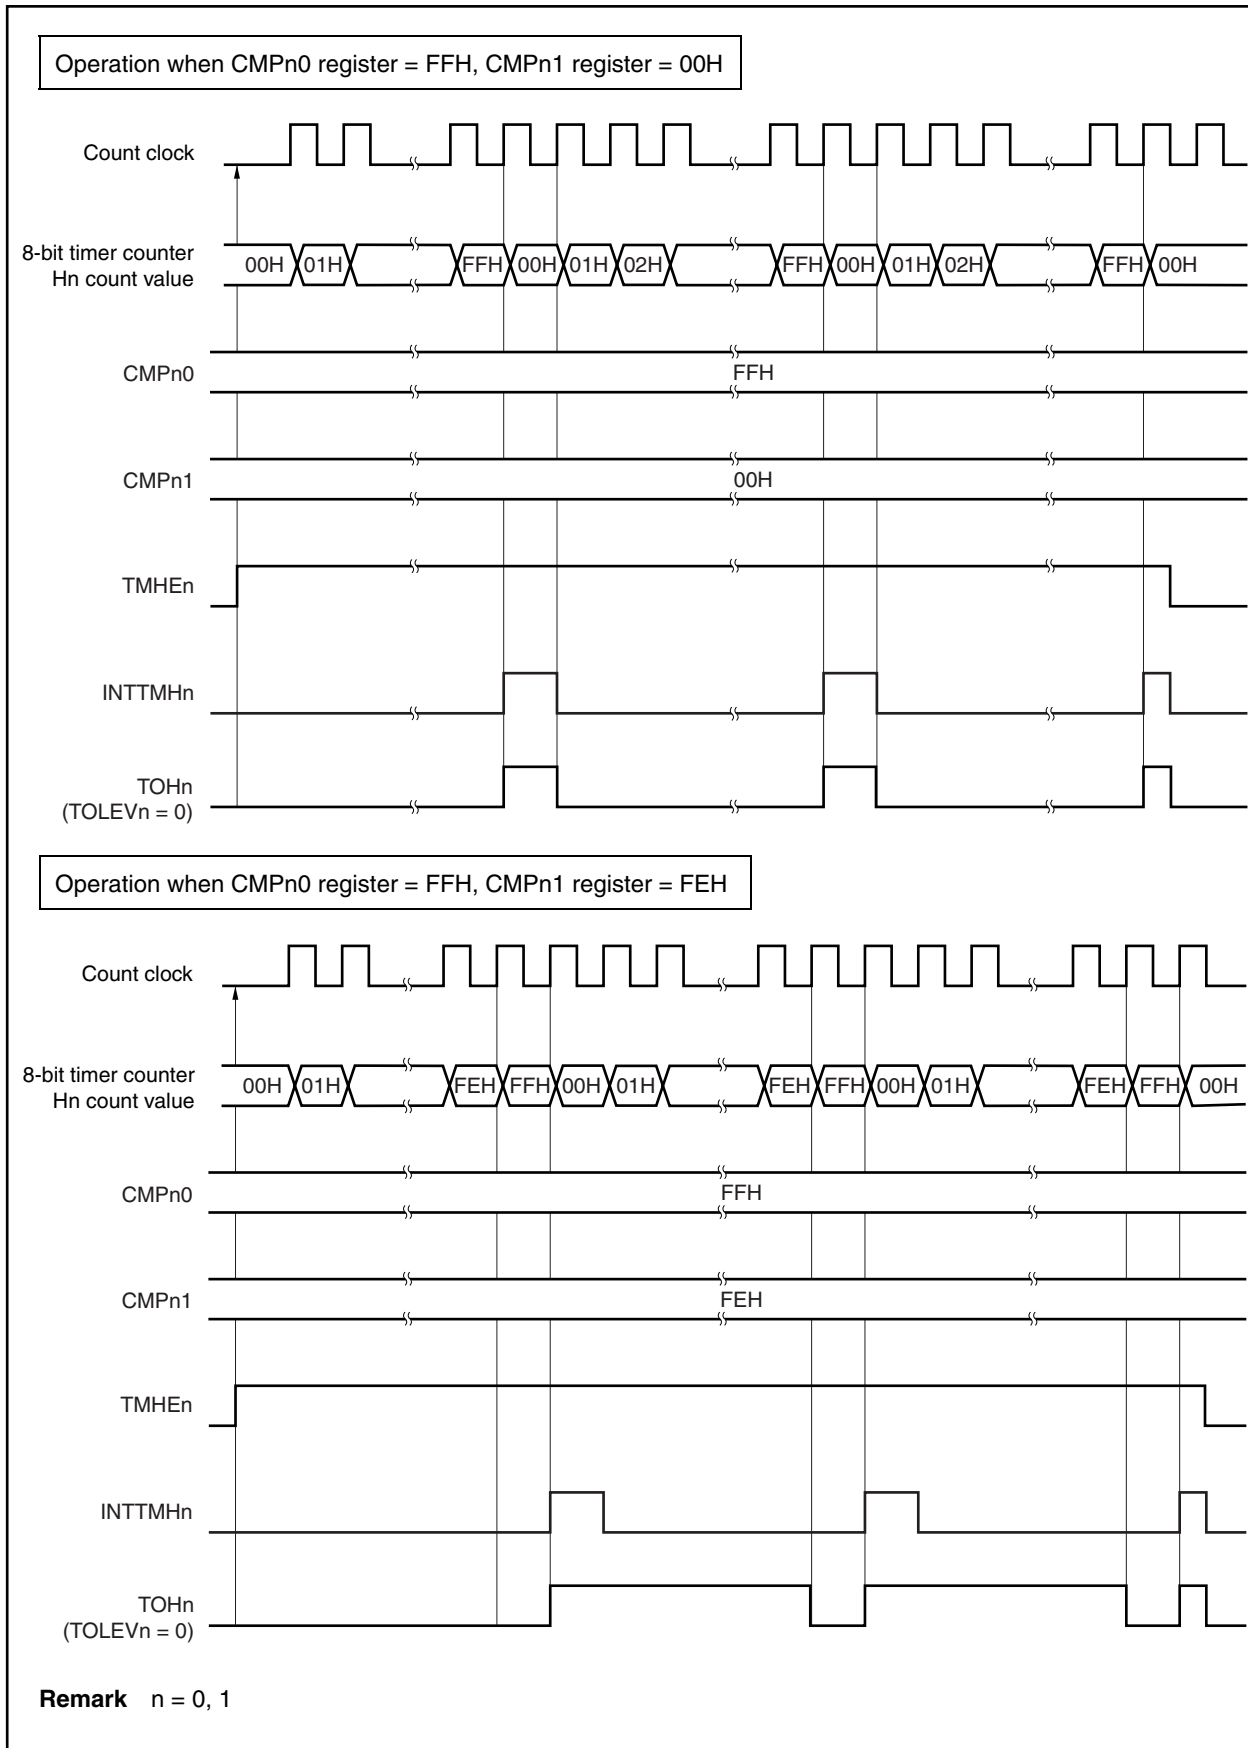 Operation when CMPn0 register = FFH, CMPn1 register = 00H
Count clock
8-bit timer counter
Hn count value
00H 01H FFH 00H 01H 02H FFH 00H 01H 02H FFH 00H
CMPn0
FFH
CMPn1
00H
TMHEn
INTTMHn
TOHn
(TOLEVn = 0)
Operation when CMPn0 register = FFH, CMPn1 register = FEH
Count clock
8-bit timer counter
Hn count value
00H 01H FEH FFH 00H 01H FEH FFH 00H 01H FEH FFH 00H
CMPn0
FFH
CMPn1
FEH
TMHEn
INTTMHn
TOHn
(TOLEVn = 0)
Remark n = 0, 1